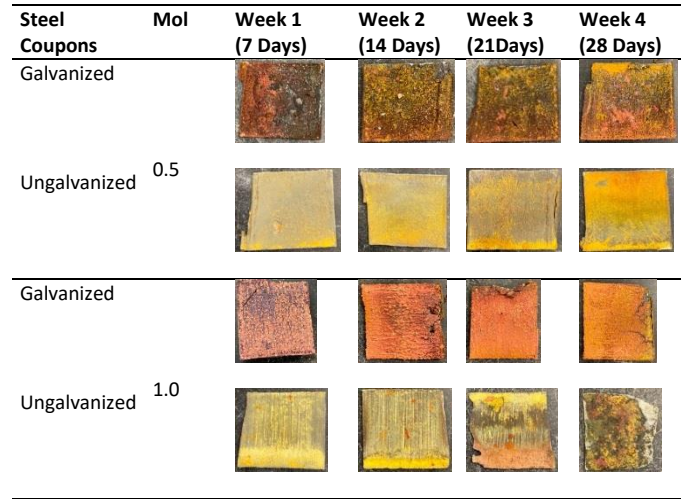 Steel Coupons Mol Week 1 (7 Days) Week 2 (14 Days) Week 3 (21Days) Week 4 (28 Days)
Galvanized
Ungalvanized 0.5
Galvanized
Ungalvanized 1.0